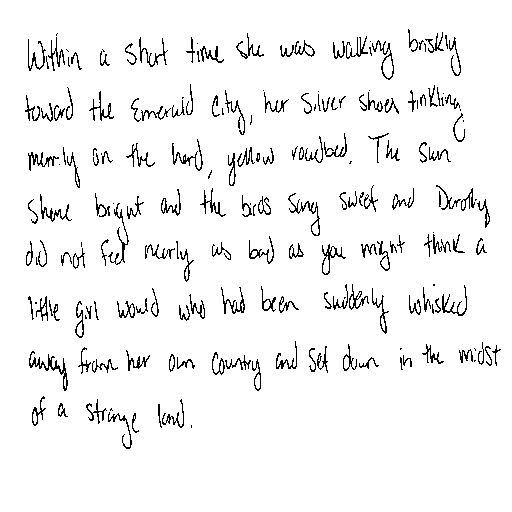 Within a short time she was walking briskly
toward the Emerald City, her Silver Shoes tinkling
merrily on the hard, yellow roadbed. The sun
shone bright and the birds sang sweet and Dorothy
did not feel nearly as bad as you might think a
little girl would who had been suddenly whisked
away from her own country and set down in the midst
of a strange land.